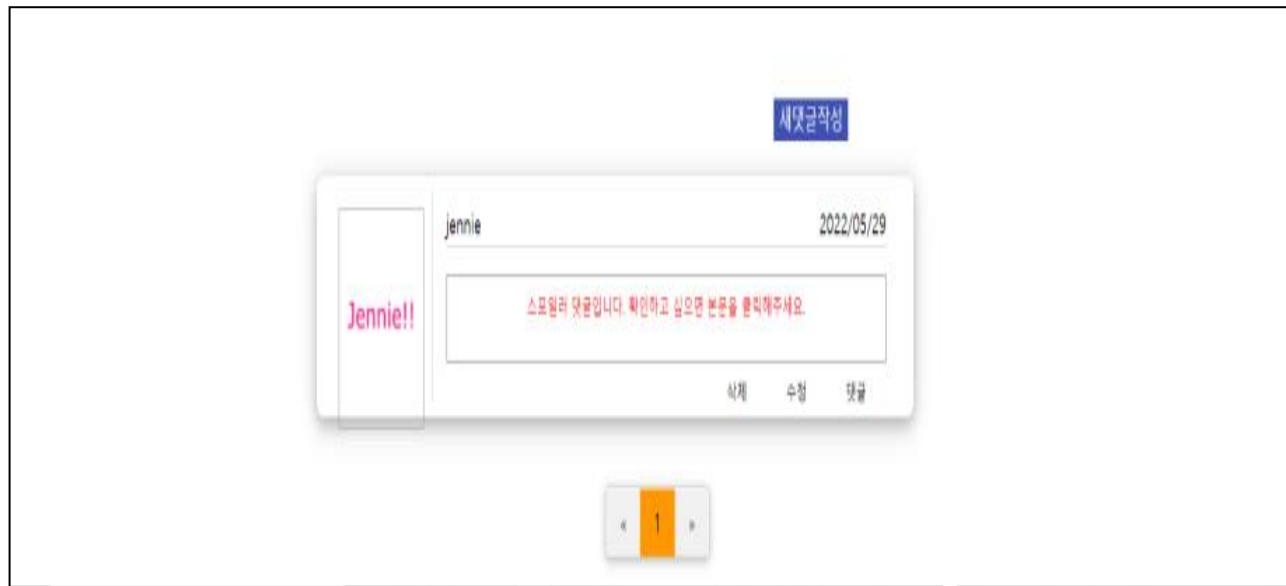 새댓글작성
jennie 2022/05/29
Jennie!!
스포일러 댓글입니다. 확인하고 싶으면 본문을 클릭해주세요.
삭제 수정 댓글
« 1 »